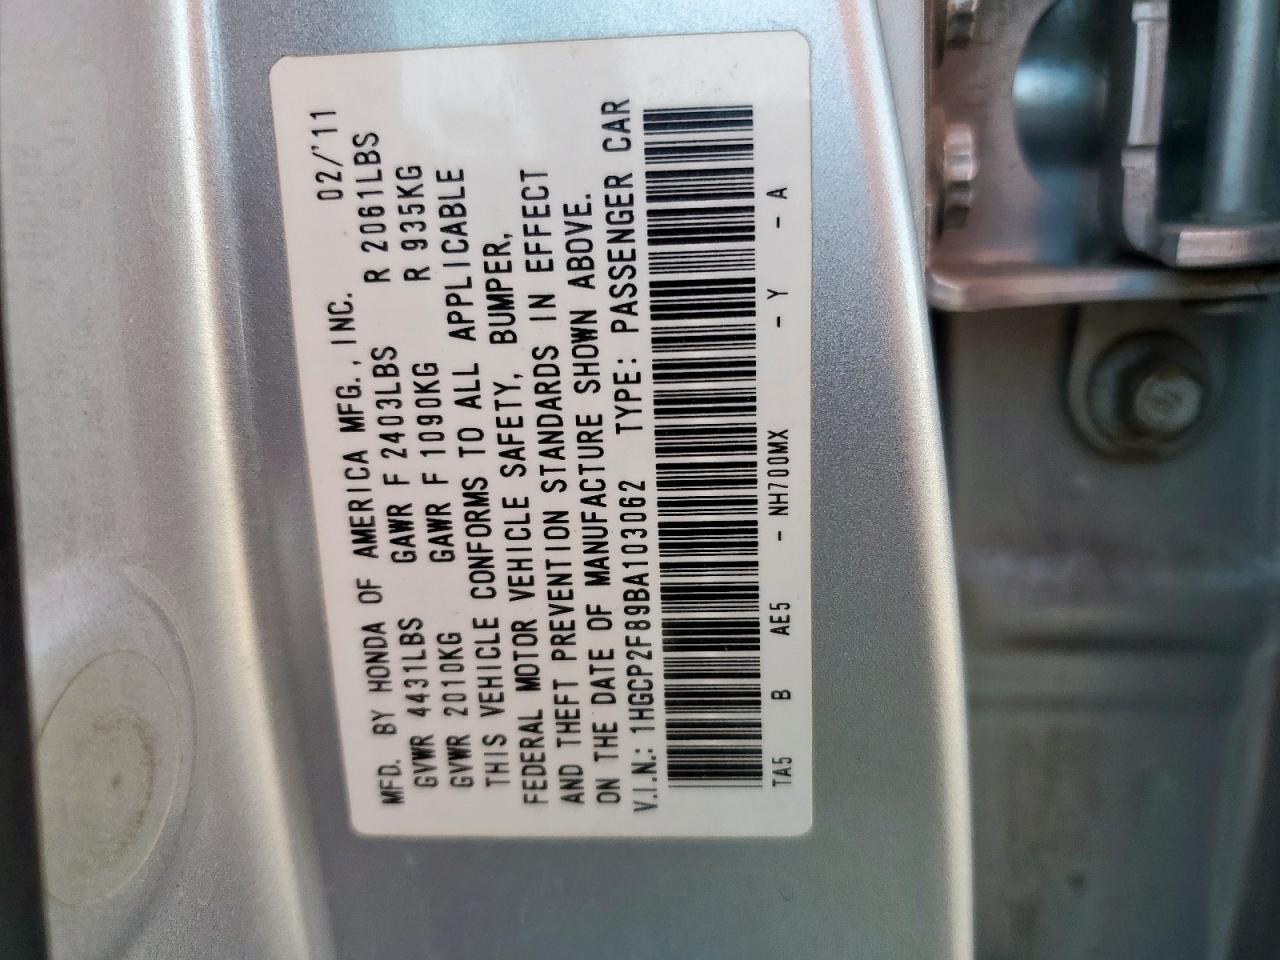 MFD. BY HONDA OF AMERICA MFG., INC. 02/'11
GVWR 4431LBS GAWR F 2403LBS R 2061LBS
GVWR 2010KG GAWR F 1090KG R 935KG
THIS VEHICLE CONFORMS TO ALL APPLICABLE
FEDERAL MOTOR VEHICLE SAFETY, BUMPER,
AND THEFT PREVENTION STANDARDS IN EFFECT
ON THE DATE OF MANUFACTURE SHOWN ABOVE.
V.I.N.: 1HGCP2F89BA103062 TYPE: PASSENGER CAR
TA5 B AE5 - NH700MX - Y - A